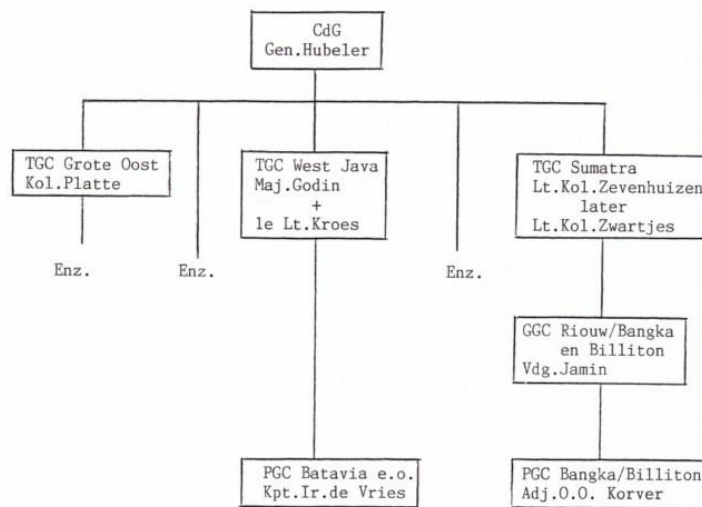 CdG
Gen.Hubeler
TGC Grote Oost
Kol.Platte
TGC West Java
Maj.Godin
+
1e Lt.Kroes
TGC Sumatra
Lt.Kol.Zevenhuizen
later
Lt.Kol.Zwartjes
Enz.
Enz.
Enz.
GGC Riouw/Bangka
en Billiton
Vdg.Jamin
PGC Batavia e.o.
Kpt.Ir.de Vries
PGC Bangka/Billiton
Adj.O.O. Korver